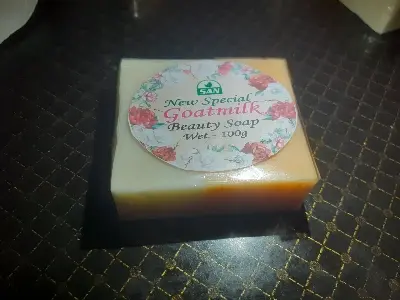 SAN
New Special
Goatmilk
Beauty Soap
Wet.- 100g